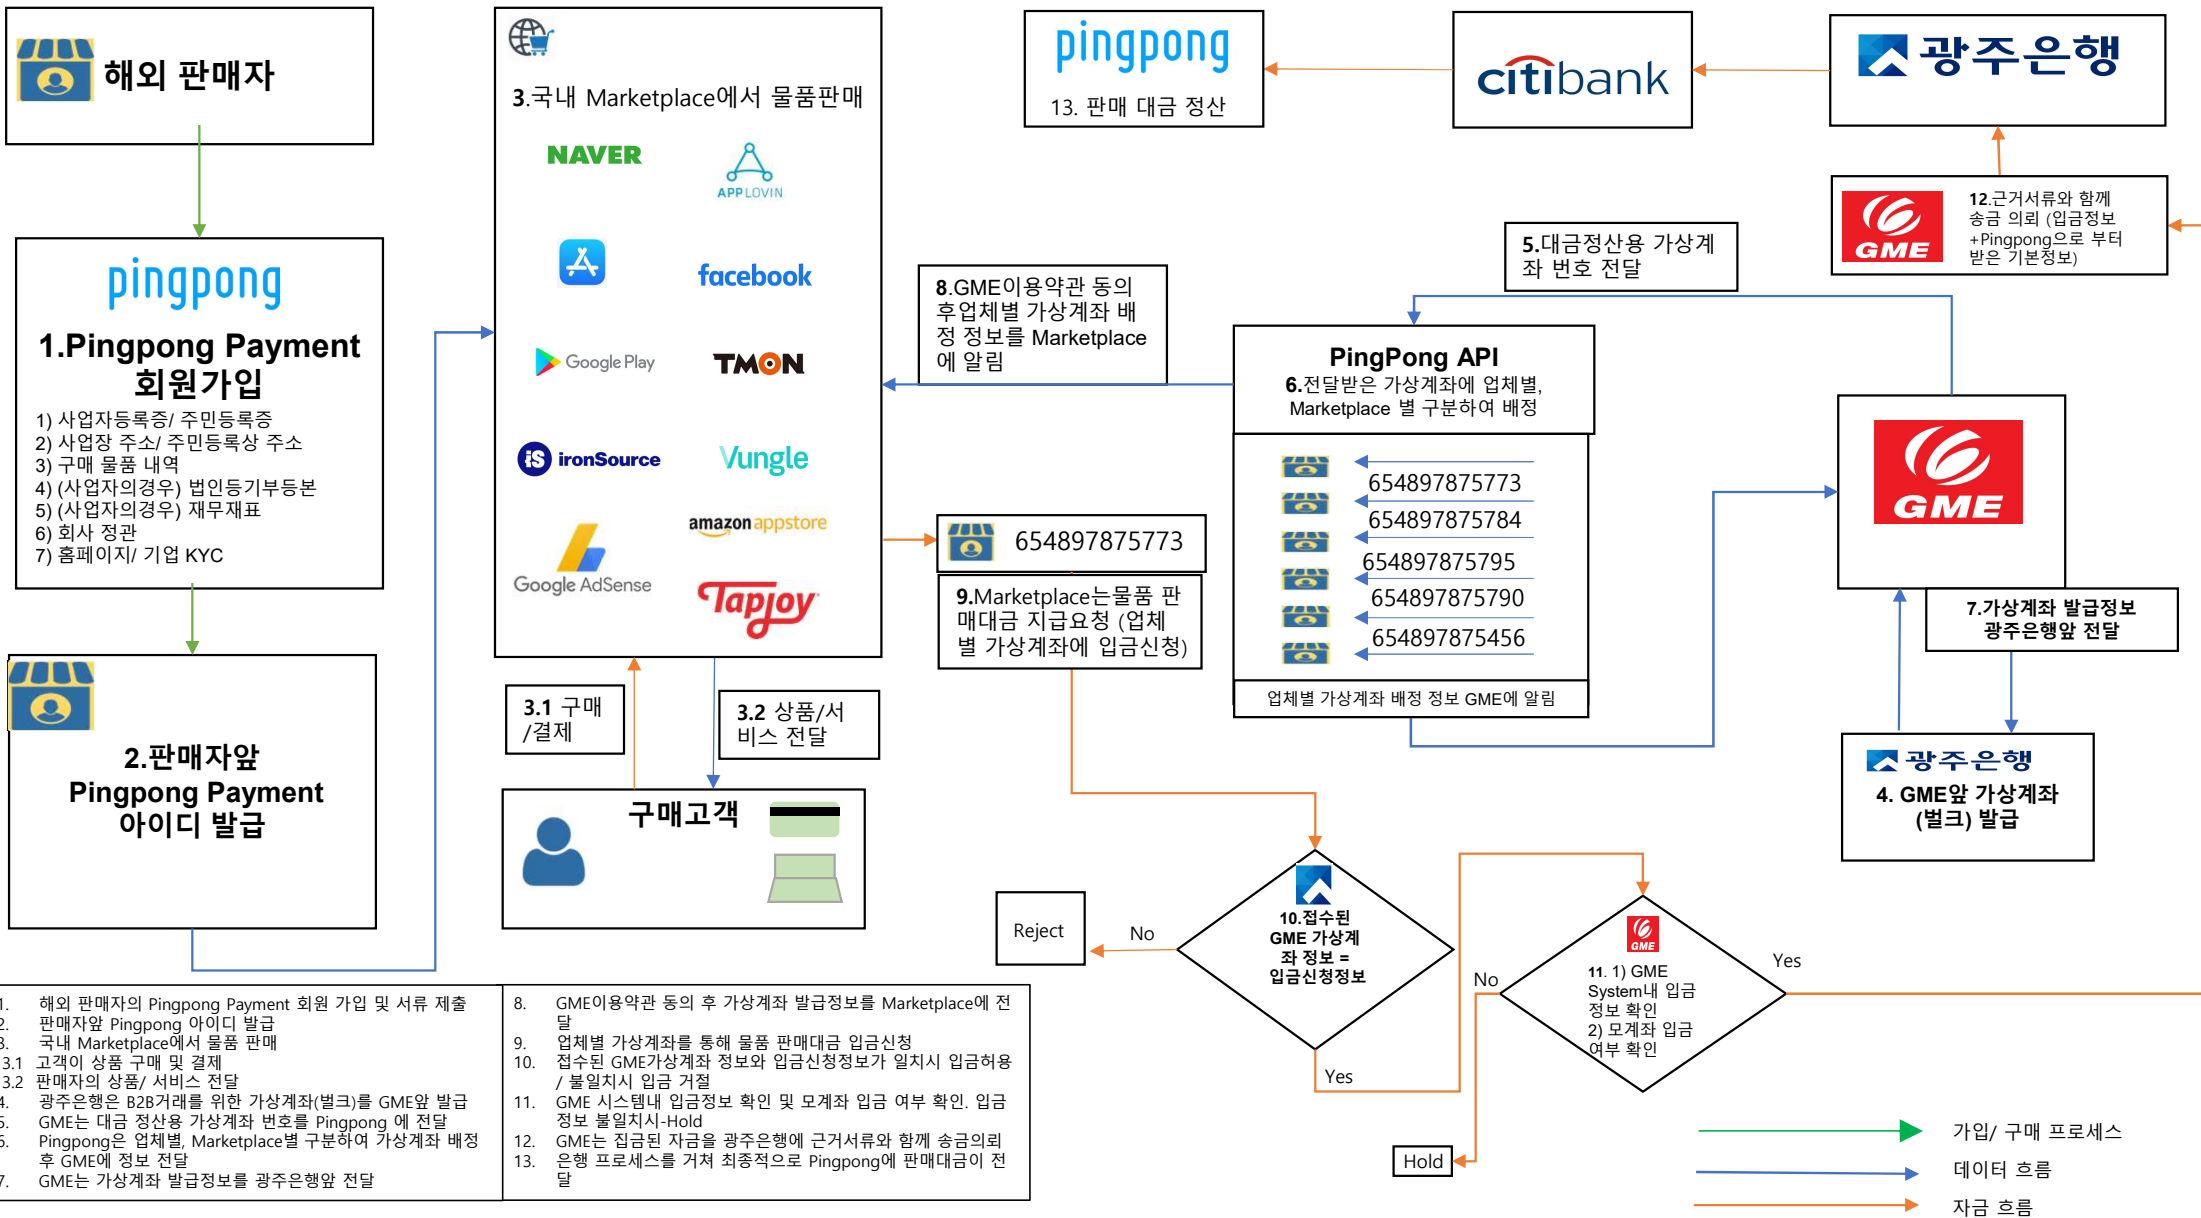 해외 판매자
pingpong
1.Pingpong Payment
회원가입
1) 사업자등록증/ 주민등록증
2) 사업장 주소/ 주민등록상 주소
3) 구매 물품 내역
4) (사업자의경우) 법인등기부등본
5) (사업자의경우) 재무재표
6) 회사 정관
7) 홈페이지/ 기업 KYC
2.판매자앞
Pingpong Payment
아이디 발급
3.국내 Marketplace에서 물품판매
NAVER
APPLOVIN
facebook
Google Play
TMON
iS ironSource
Vungle
Google AdSense
amazon appstore
Tapjoy
3.1 구매
/결제
3.2 상품/서
비스 전달
구매고객
pingpong
13. 판매 대금 정산
citibank
광주은행
GME
12.근거서류와 함께
송금 의뢰 (입금정보
+Pingpong으로 부터
받은 기본정보)
5.대금정산용 가상계
좌 번호 전달
8.GME이용약관 동의
후업체별 가상계좌 배
정 정보를 Marketplace
에 알림
PingPong API
6.전달받은 가상계좌에 업체별,
Marketplace 별 구분하여 배정
654897875773
654897875784
654897875795
654897875790
654897875456
업체별 가상계좌 배정 정보 GME에 알림
GME
7.가상계좌 발급정보
광주은행앞 전달
광주은행
4. GME앞 가상계좌
(벌크) 발급
654897875773
9.Marketplace는물품 판
매대금 지급요청 (업체
별 가상계좌에 입금신청)
Reject
No
10.접수된
GME 가상계
좌 정보 =
입금신청정보
Yes
GME
11. 1) GME
System내 입금
정보 확인
2) 모계좌 입금
여부 확인
No
Yes
Hold
1. 해외 판매자의 Pingpong Payment 회원 가입 및 서류 제출
2. 판매자앞 Pingpong 아이디 발급
3. 국내 Marketplace에서 물품 판매
3.1 고객이 상품 구매 및 결제
3.2 판매자의 상품/ 서비스 전달
4. 광주은행은 B2B거래를 위한 가상계좌(벌크)를 GME앞 발급
5. GME는 대금 정산용 가상계좌 번호를 Pingpong 에 전달
6. Pingpong은 업체별, Marketplace별 구분하여 가상계좌 배정
후 GME에 정보 전달
7. GME는 가상계좌 발급정보를 광주은행앞 전달
8. GME이용약관 동의 후 가상계좌 발급정보를 Marketplace에 전
달
9. 업체별 가상계좌를 통해 물품 판매대금 입금신청
10. 접수된 GME가상계좌 정보와 입금신청정보가 일치시 입금허용
/ 불일치시 입금 거절
11. GME 시스템내 입금정보 확인 및 모계좌 입금 여부 확인. 입금
정보 불일치시-Hold
12. GME는 집금된 자금을 광주은행에 근거서류와 함께 송금의뢰
13. 은행 프로세스를 거쳐 최종적으로 Pingpong에 판매대금이 전
달
가입/ 구매 프로세스
데이터 흐름
자금 흐름